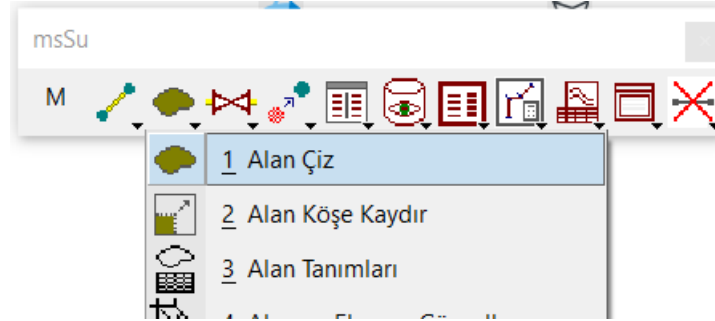 msSu
M
1 Alan Çiz
2 Alan Köşe Kaydır
3 Alan Tanımları